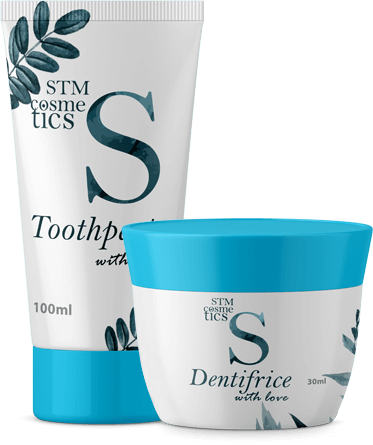 STM
cosme
tics
S
Toothpa
with
100ml
STM
cosme
tics
S
Dentifrice
with love
30ml